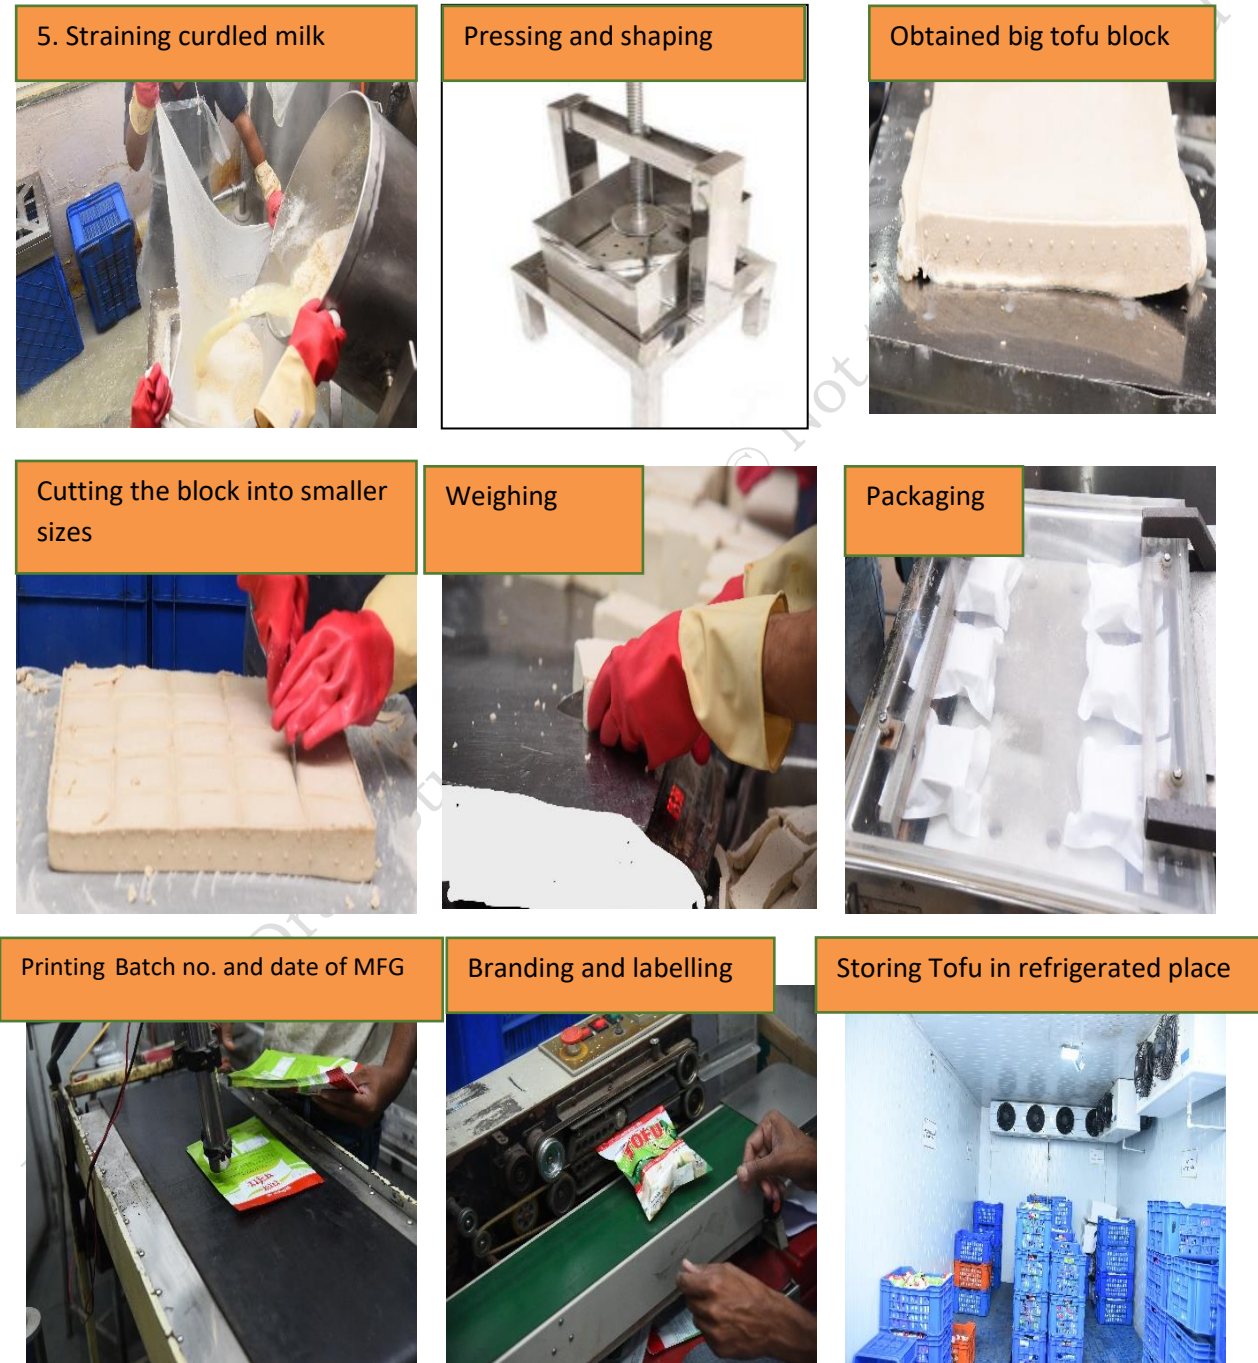 5. Straining curdled milk
Pressing and shaping
Obtained big tofu block
Cutting the block into smaller
sizes
Weighing
Packaging
Printing Batch no. and date of MFG
Branding and labelling
Storing Tofu in refrigerated place
TOFU
© Not